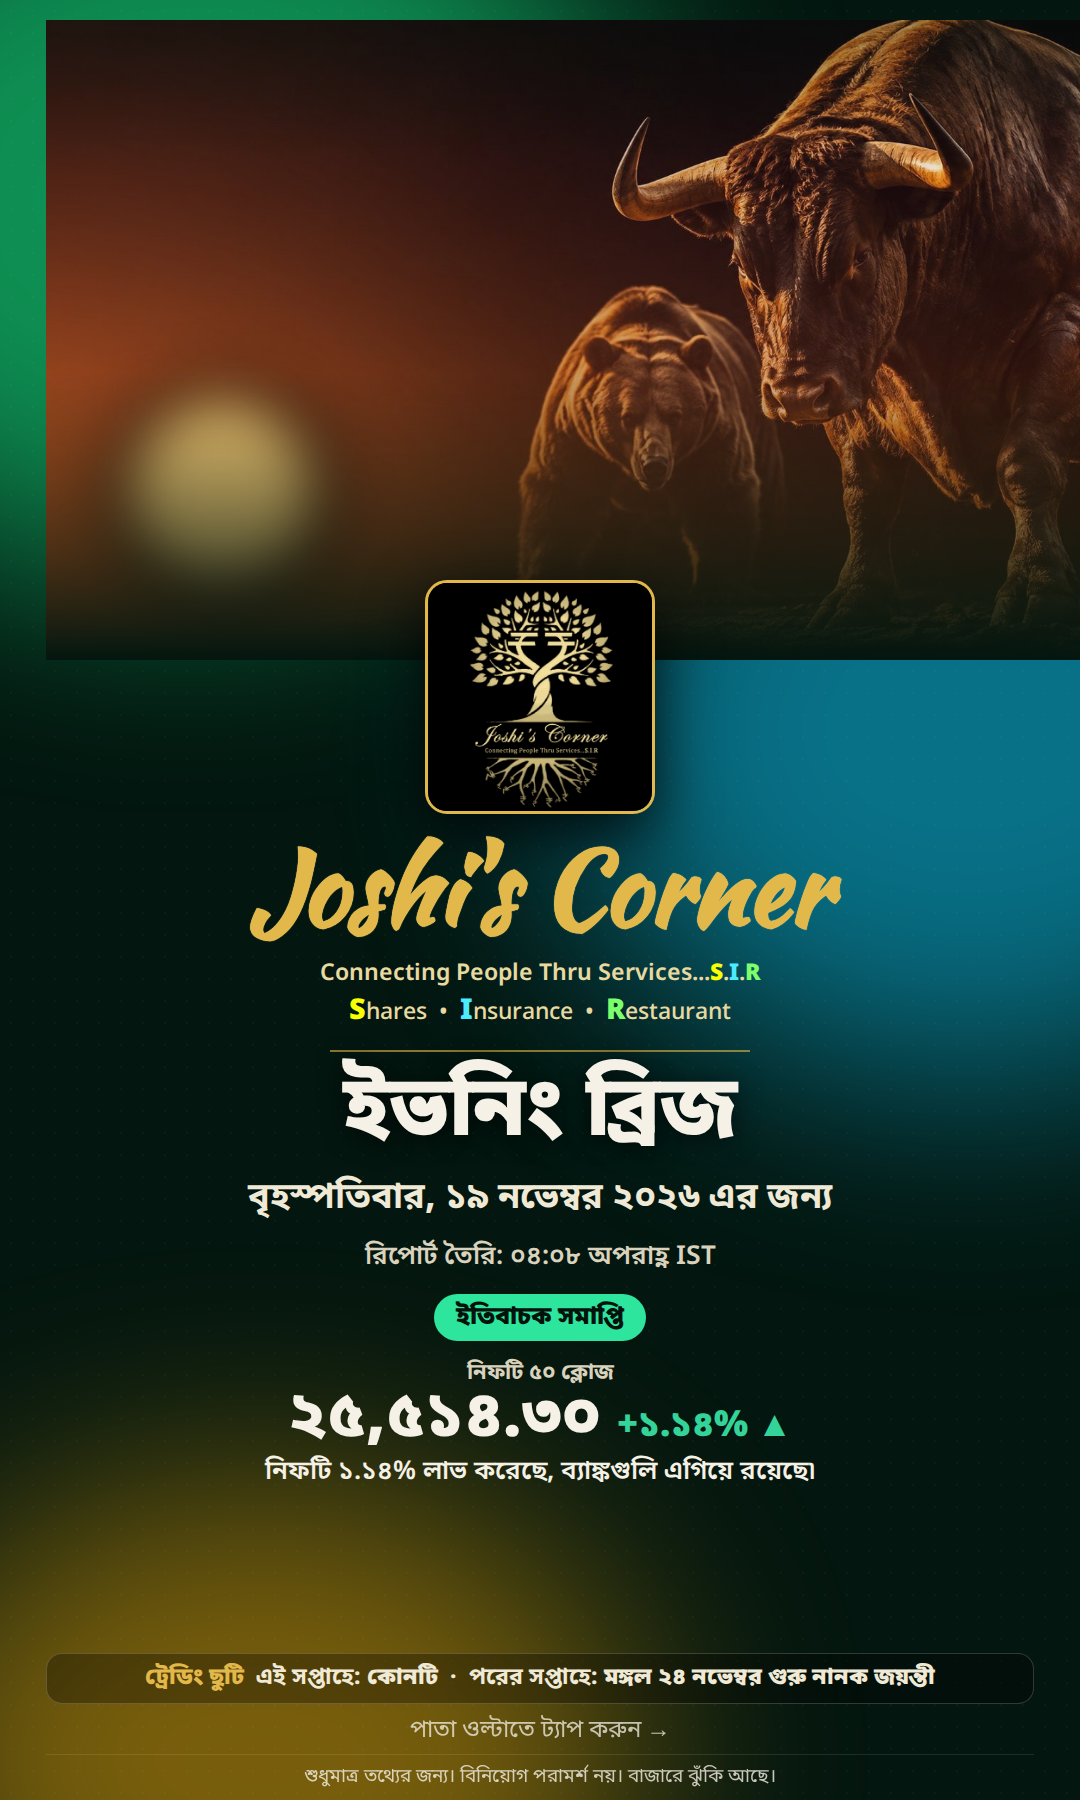 Joshi's Corner
Connecting People Thru Services...S.I.R
Joshi's Corner
Connecting People Thru Services...S.I.R
Shares • Insurance • Restaurant
ইভনিং ব্রিজ
বৃহস্পতিবার, ১৯ নভেম্বর ২০২৬ এর জন্য
রিপোর্ট তৈরি: ০৪:০৮ অপরাহ্ণ IST
ইতিবাচক সমাপ্তি
নিফটি ৫০ ক্লোজ
২৫,৫১৪.৩০ +১.১৪% ▲
নিফটি ১.১৪% লাভ করেছে, ব্যাঙ্কগুলি এগিয়ে রয়েছে।
ট্রেডিং ছুটি এই সপ্তাহে: কোনটি · পরের সপ্তাহে: মঙ্গল ২৪ নভেম্বর গুরু নানক জয়ন্তী
পাতা ওল্টাতে ট্যাপ করুন →
শুধুমাত্র তথ্যের জন্য। বিনিয়োগ পরামর্শ নয়। বাজারে ঝুঁকি আছে।